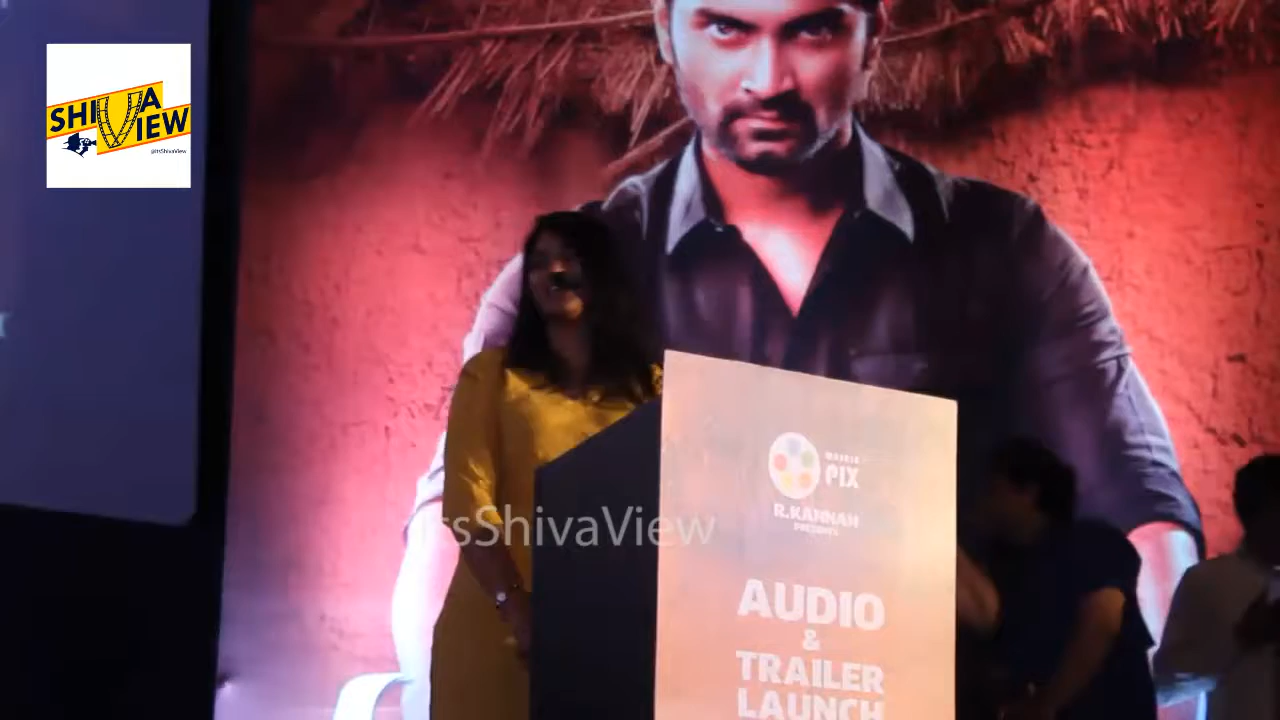 SHIVA
VIEW
@ItsShivaView
ItsShivaView
MASALA
PIX
R.KANNAN
PRESENTS
AUDIO
&
TRAILER
LAUNCH